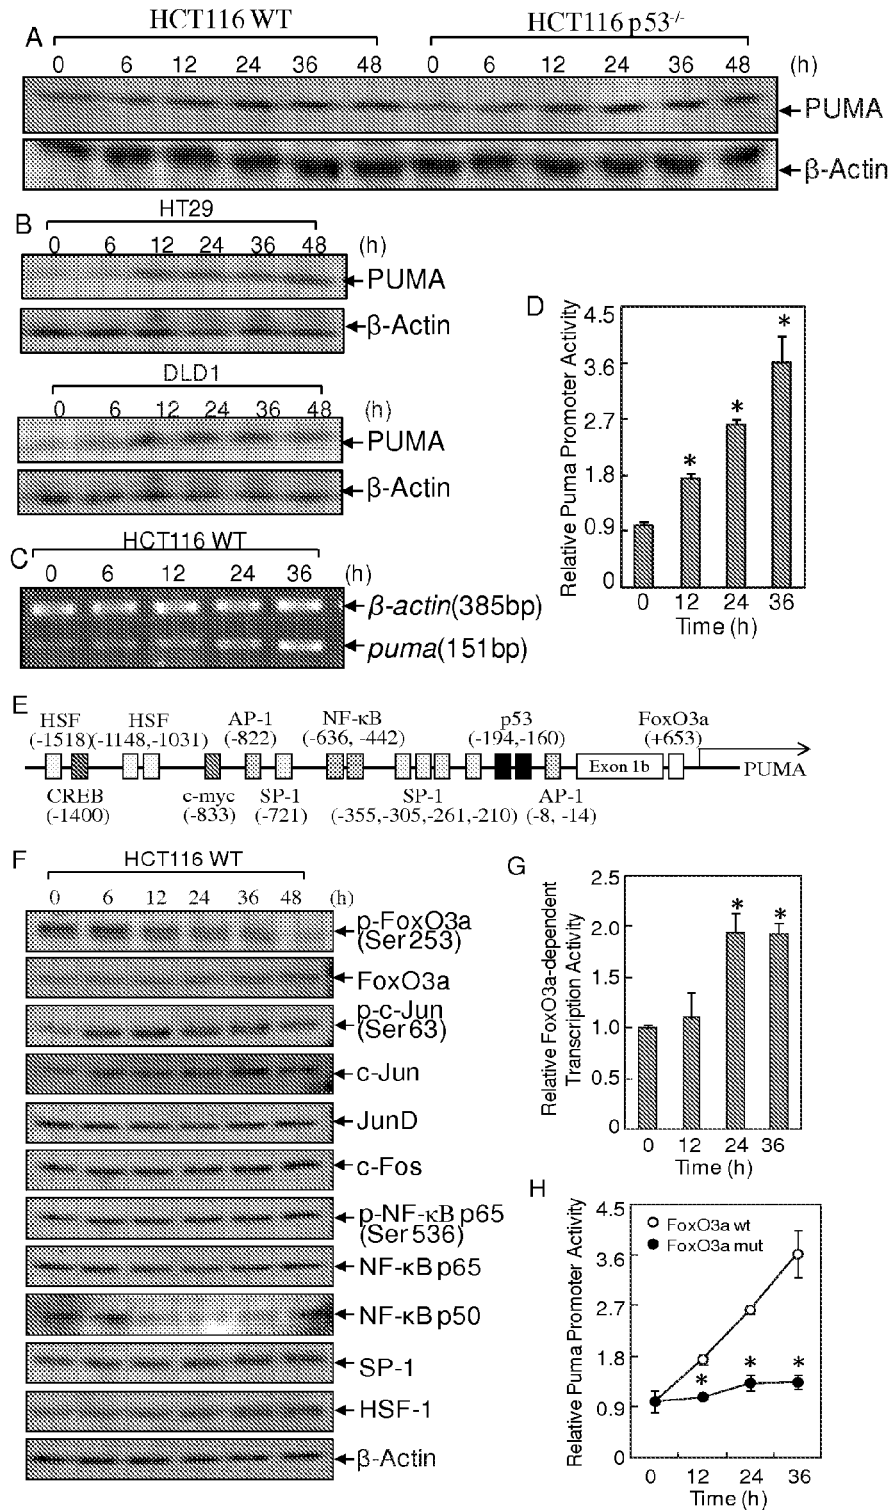 A
HCT116 WT
HCT116 p53-/-
0 6 12 24 36 48 0 6 12 24 36 48 (h)
PUMA
β-Actin
B
HT29
0 6 12 24 36 48 (h)
PUMA
β-Actin
DLD1
0 6 12 24 36 48 (h)
PUMA
β-Actin
C
HCT116 WT
0 6 12 24 36 (h)
β-actin(385bp)
puma(151bp)
D
Relative Puma Promoter Activity
4.5
3.6
2.7
1.8
0.9
0
* * *
0 12 24 36
Time (h)
E
HSF HSF AP-1 NF-κB p53 FoxO3a
(-1518)(-1148,-1031) (-822) (-636, -442) (-194,-160) (+653)
Exon 1b
PUMA
CREB c-myc SP-1 SP-1 AP-1
(-1400) (-833) (-721) (-355,-305,-261,-210) (-8, -14)
F
HCT116 WT
0 6 12 24 36 48 (h)
p-FoxO3a
(Ser253)
FoxO3a
p-c-Jun
(Ser63)
c-Jun
JunD
c-Fos
p-NF-κB p65
(Ser536)
NF-κB p65
NF-κB p50
SP-1
HSF-1
β-Actin
G
Relative FoxO3a-dependent
Transcription Activity
2.5
2.0
1.5
1.0
0.5
0
* *
0 12 24 36
Time (h)
H
Relative Puma Promoter Activity
4.5
3.6
2.7
1.8
0.9
0
FoxO3a wt
FoxO3a mut
* * *
0 12 24 36
Time (h)